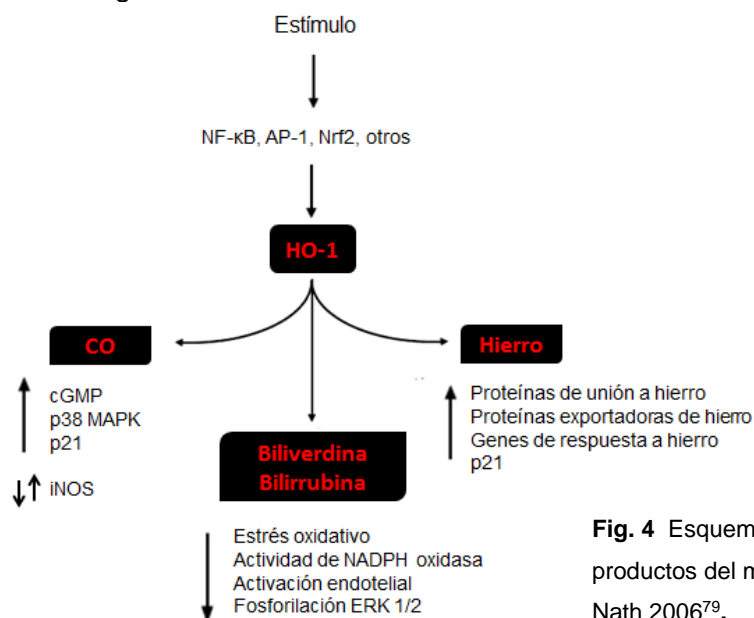 Estímulo
NF-κB, AP-1, Nrf2, otros
HO-1
CO
cGMP
p38 MAPK
p21
iNOS
Biliverdina
Bilirrubina
Estrés oxidativo
Actividad de NADPH oxidasa
Activación endotelial
Fosforilación ERK 1/2
Hierro
Proteínas de unión a hierro
Proteínas exportadoras de hierro
Genes de respuesta a hierro
p21
Fig. 4 Esquem
productos del m
Nath 2006⁷⁹.